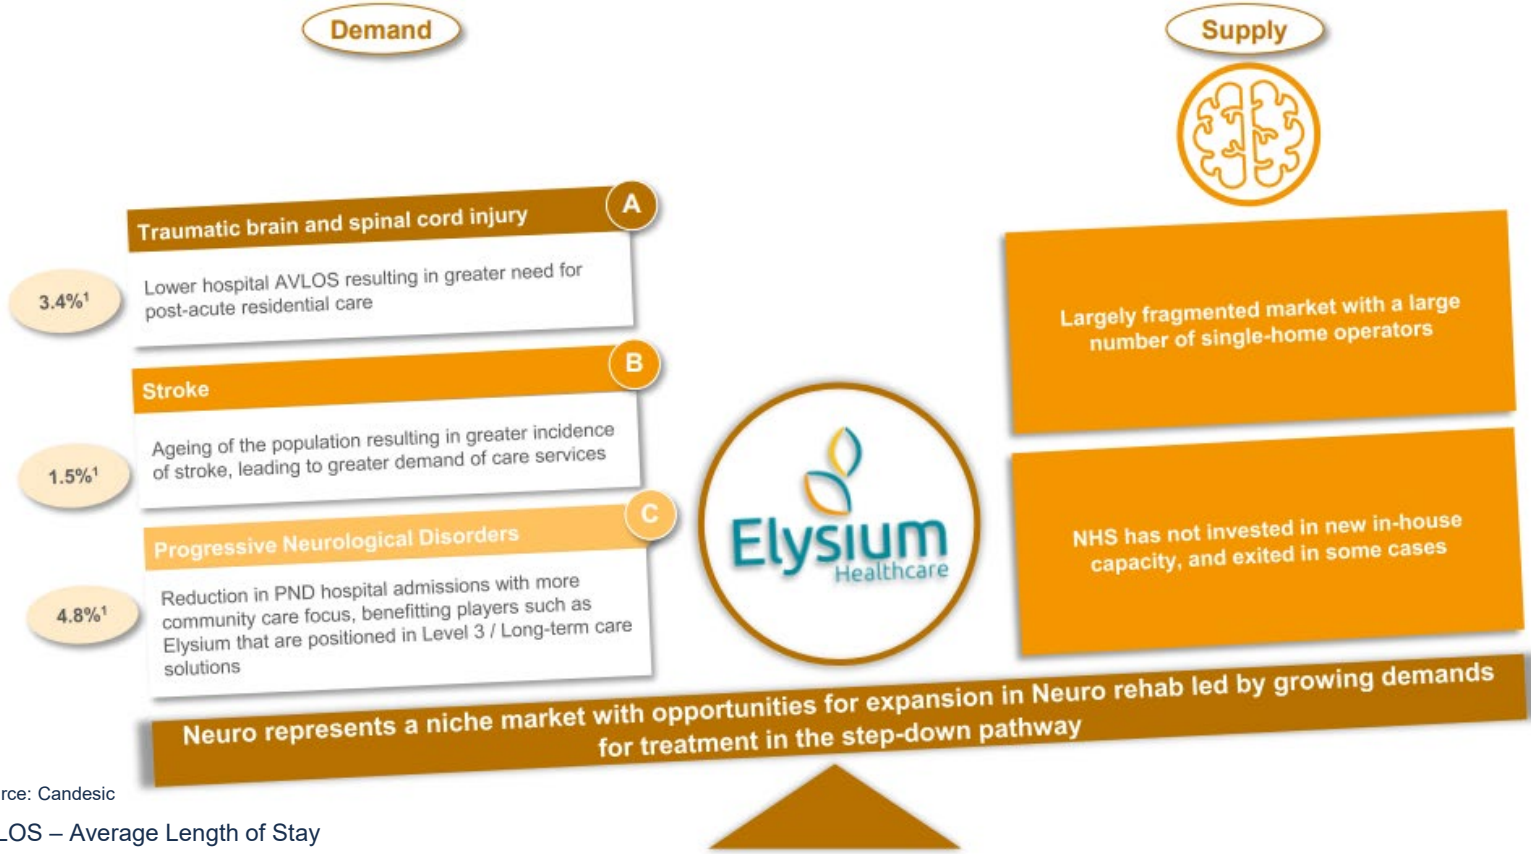 Demand
Traumatic brain and spinal cord injury
A
3.4%¹
Lower hospital AVLOS resulting in greater need for
post-acute residential care
Stroke
B
1.5%¹
Ageing of the population resulting in greater incidence
of stroke, leading to greater demand of care services
Progressive Neurological Disorders
C
4.8%¹
Reduction in PND hospital admissions with more
community care focus, benefitting players such as
Elysium that are positioned in Level 3 / Long-term care
solutions
Elysium
Healthcare
Supply
Largely fragmented market with a large
number of single-home operators
NHS has not invested in new in-house
capacity, and exited in some cases
Neuro represents a niche market with opportunities for expansion in Neuro rehab led by growing demands
for treatment in the step-down pathway
rce: Candesic
LOS – Average Length of Stay